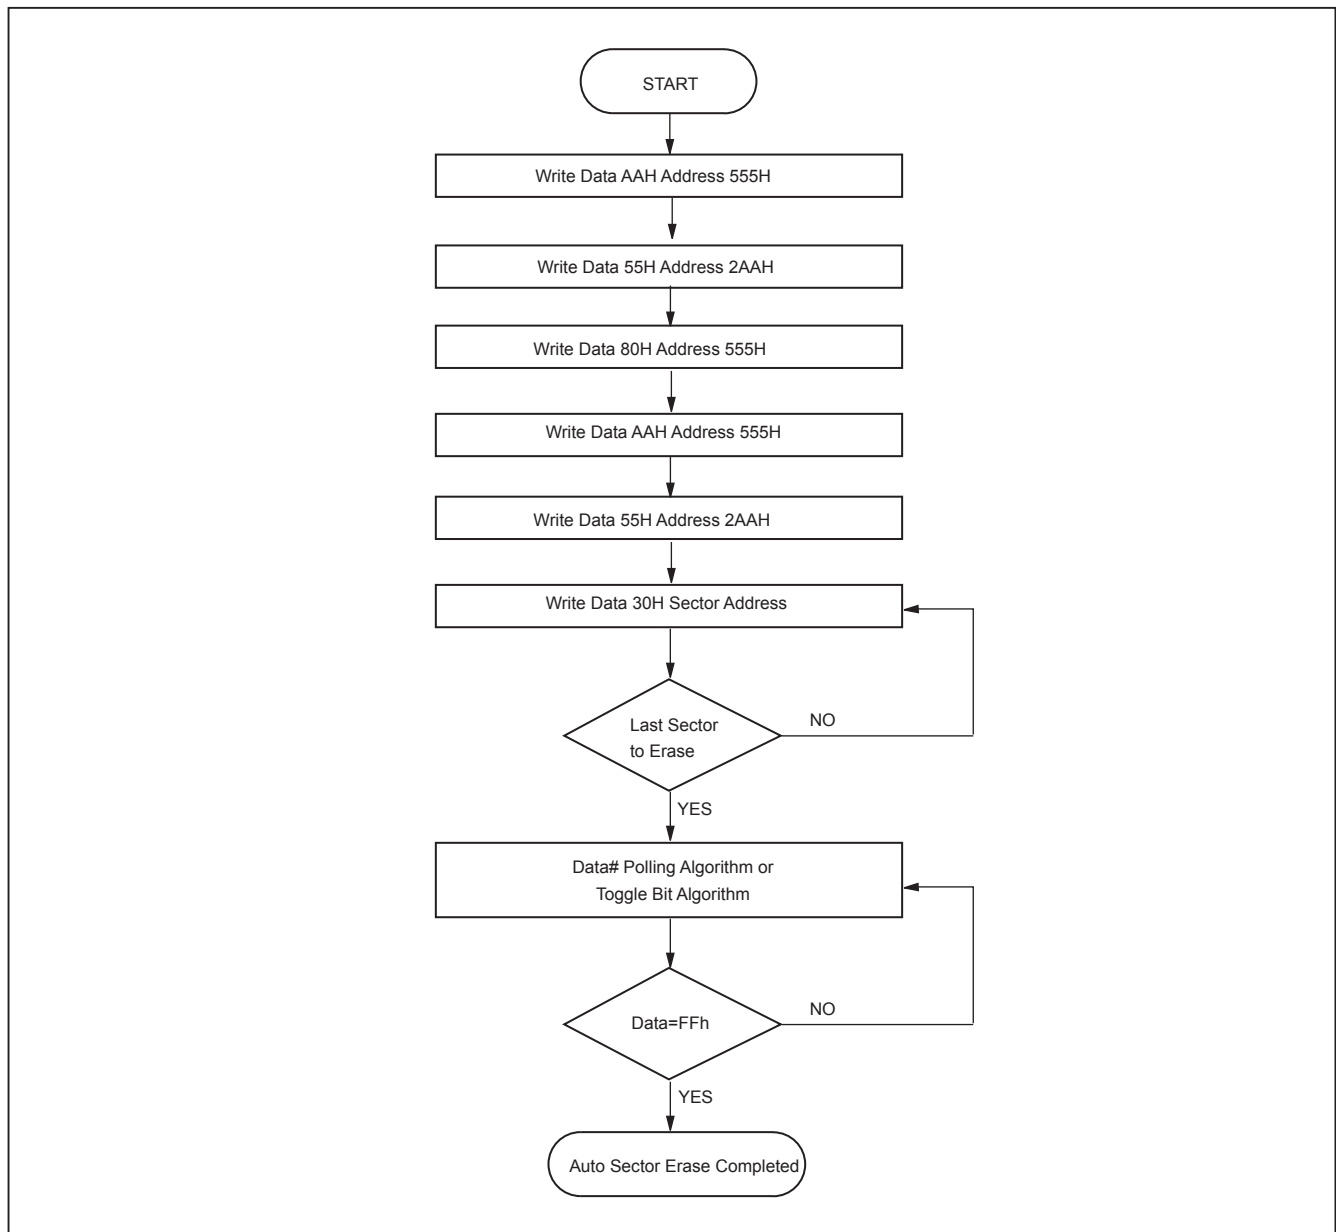 START
Write Data AAH Address 555H
Write Data 55H Address 2AAH
Write Data 80H Address 555H
Write Data AAH Address 555H
Write Data 55H Address 2AAH
Write Data 30H Sector Address
Last Sector
to Erase
NO
YES
Data# Polling Algorithm or
Toggle Bit Algorithm
Data=FFh
NO
YES
Auto Sector Erase Completed